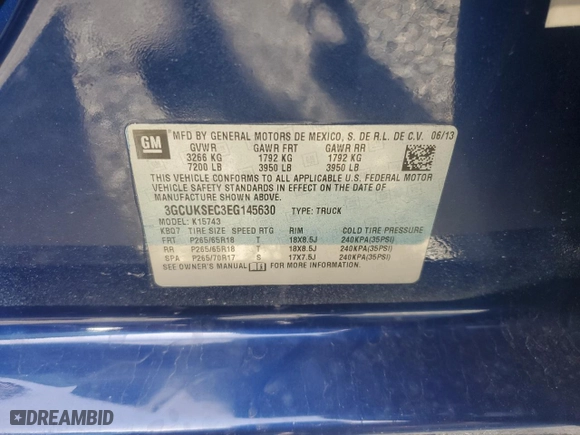 GM
MFD BY GENERAL MOTORS DE MEXICO, S. DE R.L. DE C.V. 06/13
GVWR GAWR FRT GAWR RR
3266 KG 1792 KG 1792 KG
7200 LB 3950 LB 3950 LB
THIS VEHICLE CONFORMS TO ALL APPLICABLE U.S. FEDERAL MOTOR
VEHICLE SAFETY STANDARDS IN EFFECT ON THE DATE OF
MANUFACTURE SHOWN ABOVE.
3GCUKSEC3EG145630 TYPE: TRUCK
MODEL: K15743
KBD7 TIRE SIZE SPEED RTG RIM COLD TIRE PRESSURE
FRT P265/65R18 T 18X8.5J 240KPA(35PSI)
RR P265/65R18 T 18X8.5J 240KPA(35PSI)
SPA P265/70R17 S 17X7.5J 240KPA(35PSI)
SEE OWNER'S MANUAL
DREAMBID